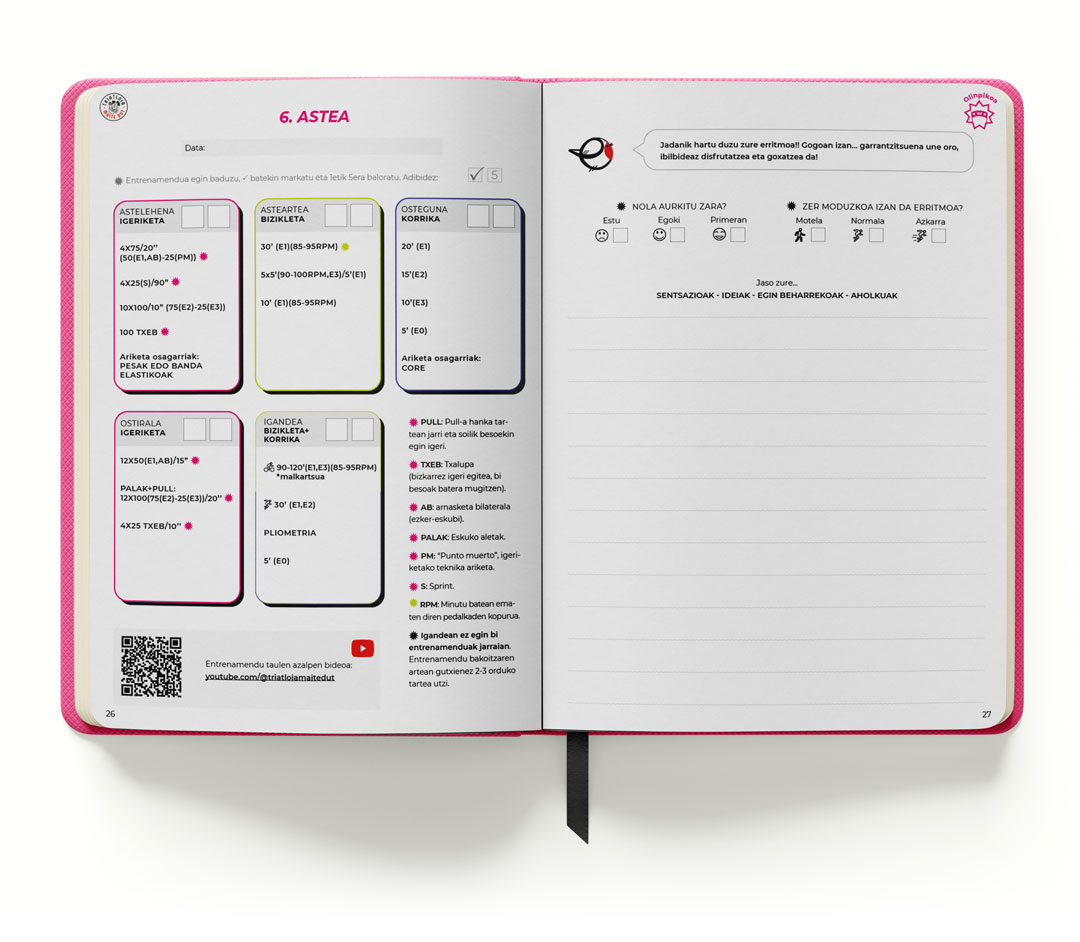 TRIATLOIA
MAITE DUT
6. ASTEA
Data:
Entrenamendua egin baduzu, ✓ batekin markatu eta 1etik 5era baloratu. Adibidez:
✓ 5
ASTELEHENA
IGERIKETA
4X75/20''
(50(E1,AB)-25(PM))
4X25(S)/90"
10X100/10" (75(E2)-25(E3))
100 TXEB
Ariketa osagarriak:
PESAK EDO BANDA
ELASTIKOAK
ASTEARTEA
BIZIKLETA
30' (E1)(85-95RPM)
5x5'(90-100RPM,E3)/5'(E1)
10' (E1)(85-95RPM)
OSTEGUNA
KORRIKA
20' (E1)
15'(E2)
10'(E3)
5' (E0)
Ariketa osagarriak:
CORE
OSTIRALA
IGERIKETA
12X50(E1,AB)/15"
PALAK+PULL:
12X100(75(E2)-25(E3))/20''
4X25 TXEB/10''
IGANDEA
BIZIKLETA+
KORRIKA
90-120'(E1,E3)(85-95RPM)
*malkartsua
30' (E1,E2)
PLIOMETRIA
5' (E0)
PULL: Pull-a hanka tar-
tean jarri eta soilik besoekin
egin igeri.
TXEB: Txalupa
(bizkarrez igeri egitea, bi
besoak batera mugitzen).
AB: arnasketa bilaterala
(ezker-eskubi).
PALAK: Eskuko aletak.
PM: "Punto muerto", igeri-
ketako teknika ariketa.
S: Sprint.
RPM: Minutu batean ema-
ten diren pedalkaden kopurua.
Igandean ez egin bi
entrenamenduak jarraian.
Entrenamendu bakoitzaren
artean gutxienez 2-3 orduko
tartea utzi.
Entrenamendu taulen azalpen bideoa:
youtube.com/@triatloiamaitedut
26
Olinpikoa
Jadanik hartu duzu zure erritmoa!! Gogoan izan... garrantzitsuena une oro,
ibilbideaz disfrutatzea eta goxatzea da!
NOLA AURKITU ZARA?
Estu Egoki Primeran
ZER MODUZKOA IZAN DA ERRITMOA?
Motela Normala Azkarra
Jaso zure...
SENTSAZIOAK - IDEIAK - EGIN BEHARREKOAK - AHOLKUAK
27